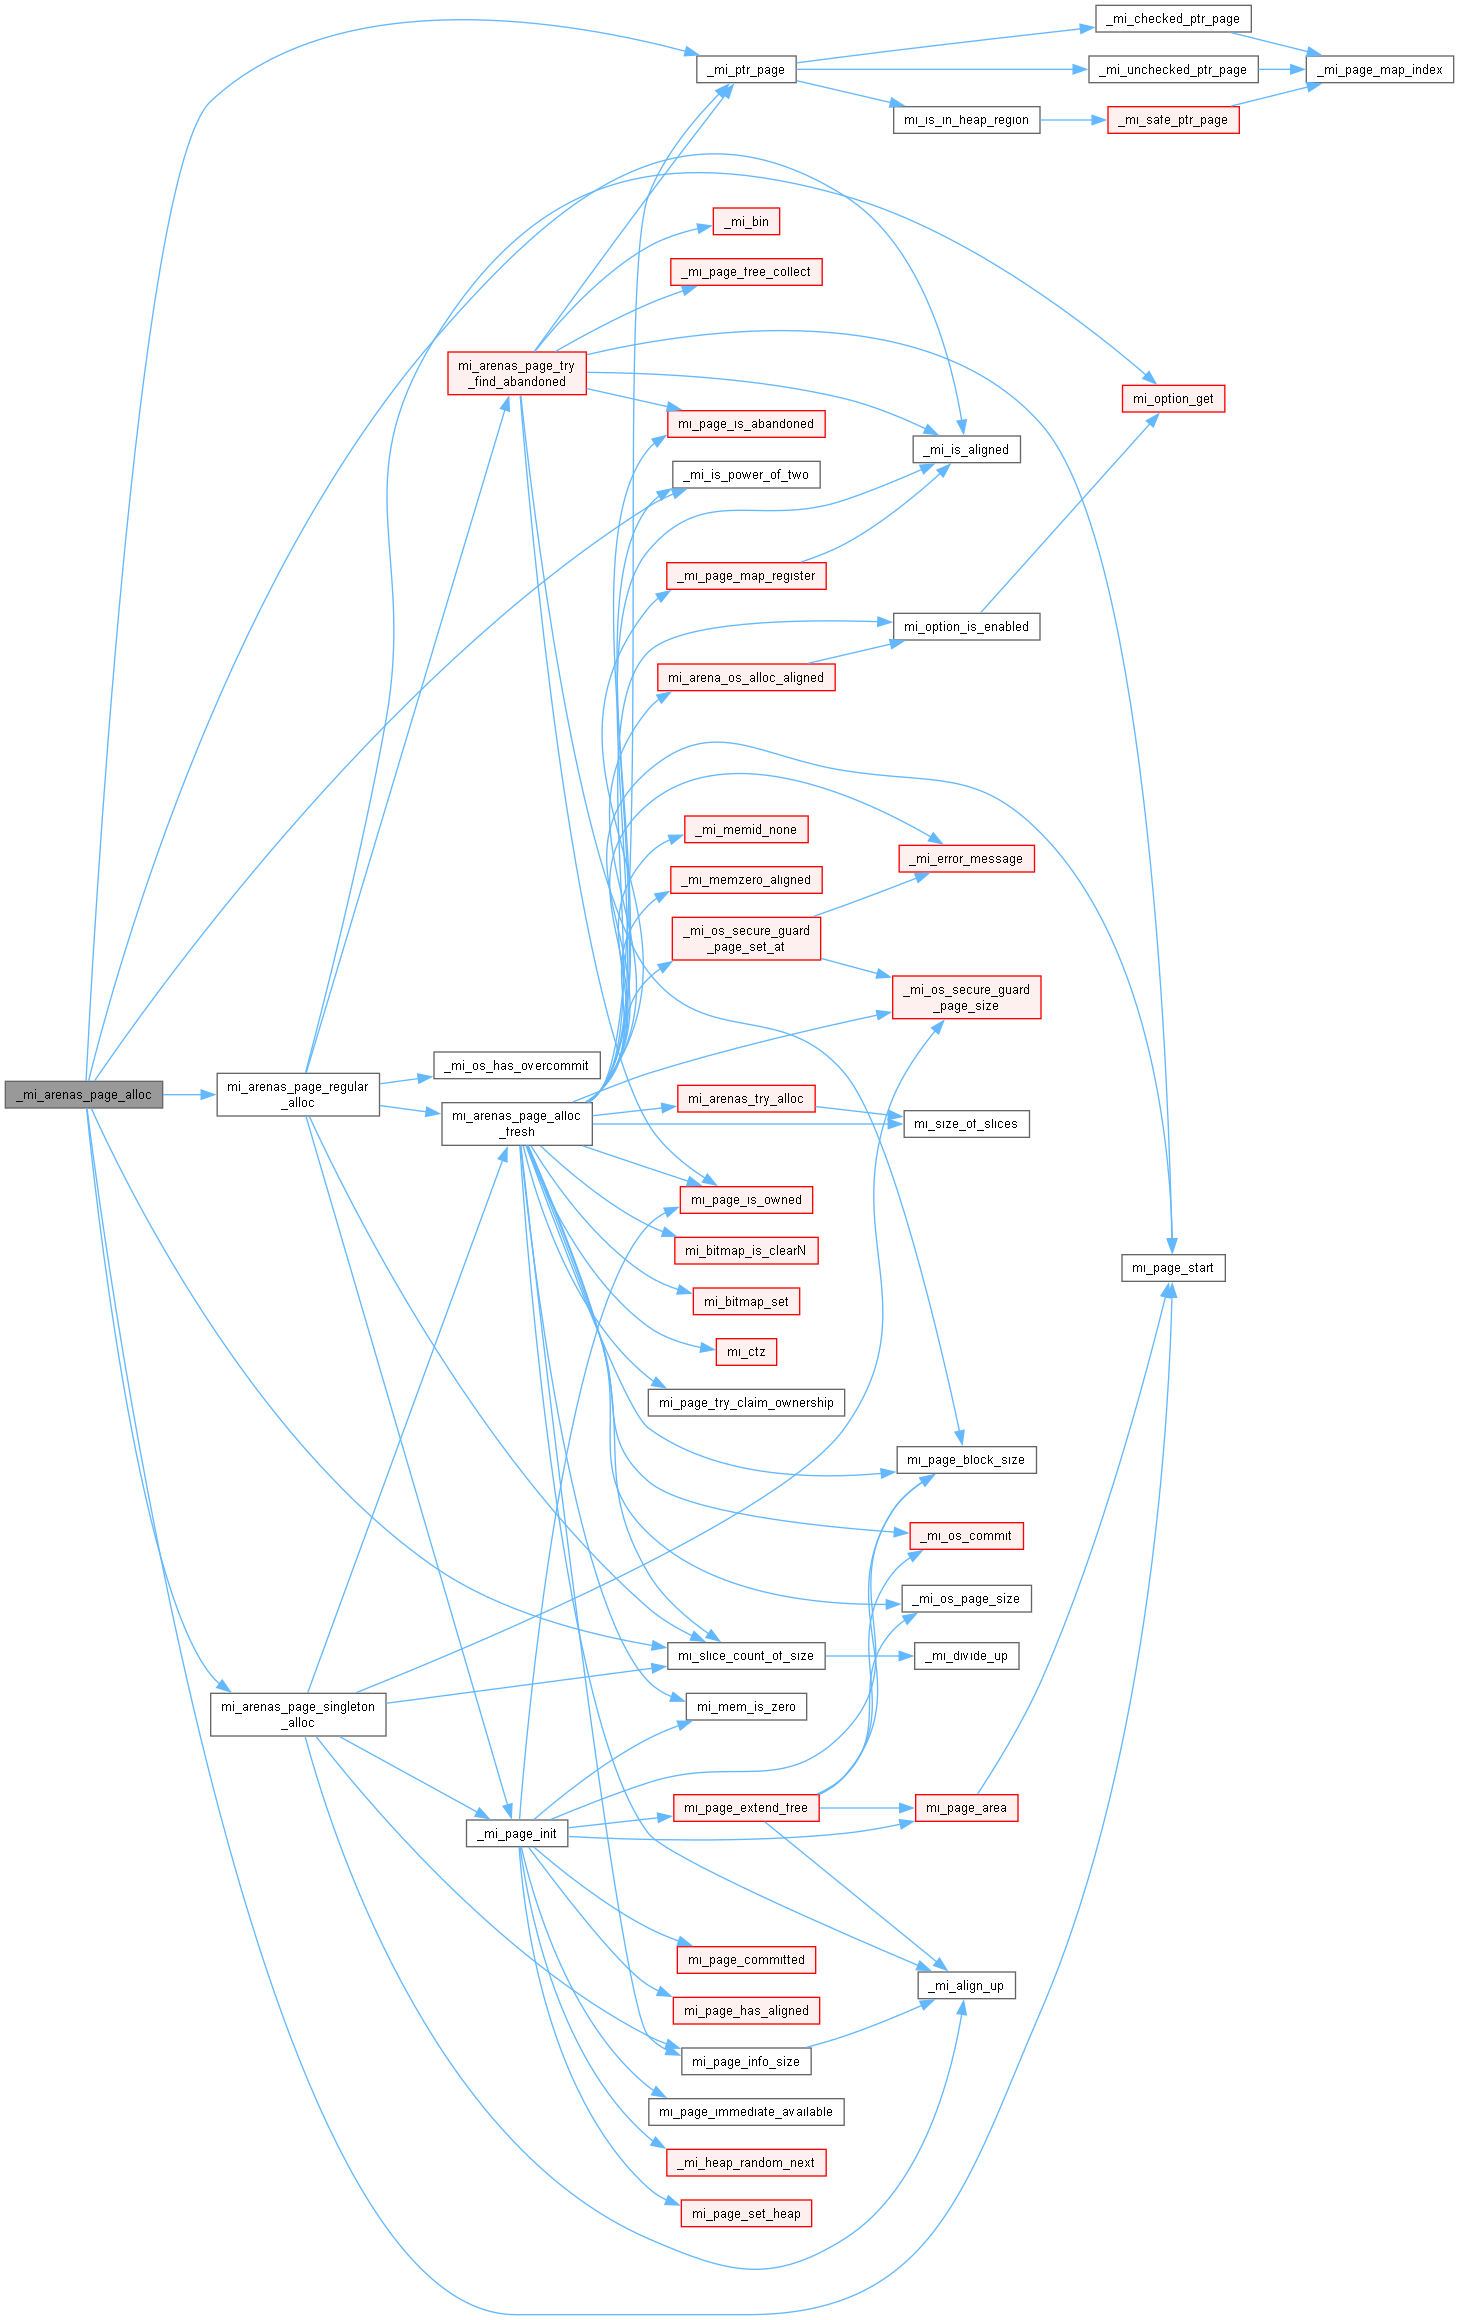 _mi_checked_ptr_page
_mi_ptr_page
_mi_unchecked_ptr_page
_mi_page_map_index
mi_is_in_heap_region
_mi_safe_ptr_page
_mi_bin
_mi_page_free_collect
mi_arenas_page_try
_find_abandoned
mi_option_get
mi_page_is_abandoned
_mi_is_aligned
_mi_is_power_of_two
_mi_page_map_register
mi_option_is_enabled
mi_arena_os_alloc_aligned
_mi_memid_none
_mi_error_message
_mi_memzero_aligned
_mi_os_secure_guard
_page_set_at
_mi_os_secure_guard
_page_size
_mi_os_has_overcommit
_mi_arenas_page_alloc
mi_arenas_page_regular
_alloc
mi_arenas_page_alloc
_fresh
mi_arenas_try_alloc
mi_size_of_slices
mi_page_is_owned
mi_bitmap_is_clearN
mi_page_start
mi_bitmap_set
mi_ctz
mi_page_try_claim_ownership
mi_page_block_size
_mi_os_commit
_mi_os_page_size
mi_slice_count_of_size
_mi_divide_up
mi_arenas_page_singleton
_alloc
mi_mem_is_zero
mi_page_extend_free
mi_page_area
_mi_page_init
mi_page_committed
_mi_align_up
mi_page_has_aligned
mi_page_info_size
mi_page_immediate_available
_mi_heap_random_next
mi_page_set_heap